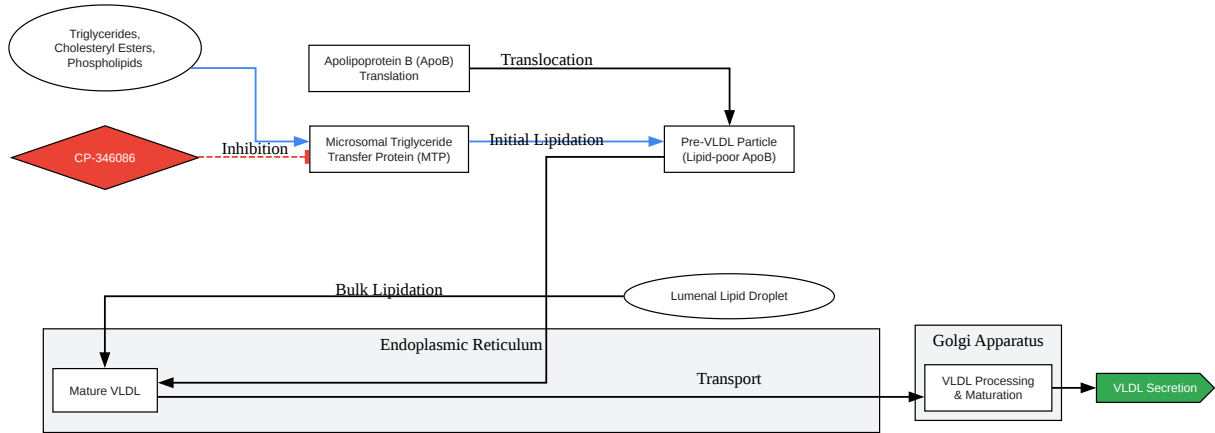 Triglycerides,
Cholesteryl Esters,
Phospholipids
Apolipoprotein B (ApoB)
Translation
Translocation
CP-346086
Inhibition
Microsomal Triglyceride
Transfer Protein (MTP)
Initial Lipidation
Pre-VLDL Particle
(Lipid-poor ApoB)
Bulk Lipidation
Lumenal Lipid Droplet
Endoplasmic Reticulum
Mature VLDL
Transport
Golgi Apparatus
VLDL Processing
& Maturation
VLDL Secretion